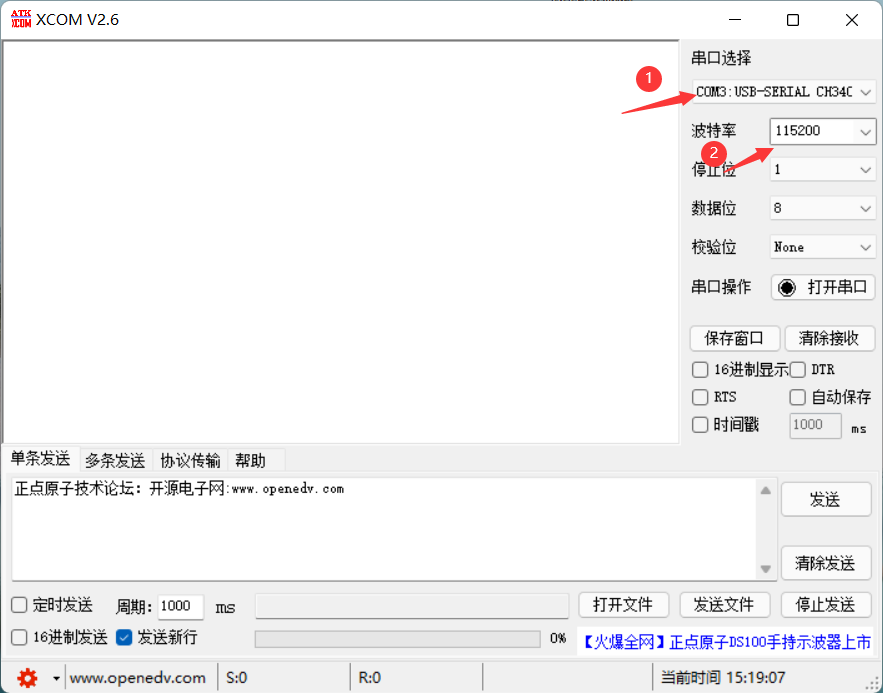 ATK XCOM XCOM V2.6
串口选择
1
COM3:USB-SERIAL CH340
波特率 115200
2
停止位 1
数据位 8
校验位 None
串口操作 打开串口
保存窗口 清除接收
16进制显示 DTR
RTS 自动保存
时间戳 1000 ms
单条发送 多条发送 协议传输 帮助
正点原子技术论坛：开源电子网:www.openedv.com
发送
清除发送
定时发送 周期: 1000 ms 打开文件 发送文件 停止发送
16进制发送 发送新行 0% 【火爆全网】正点原子DS100手持示波器上市
www.openedv.com S:0 R:0 当前时间 15:19:07